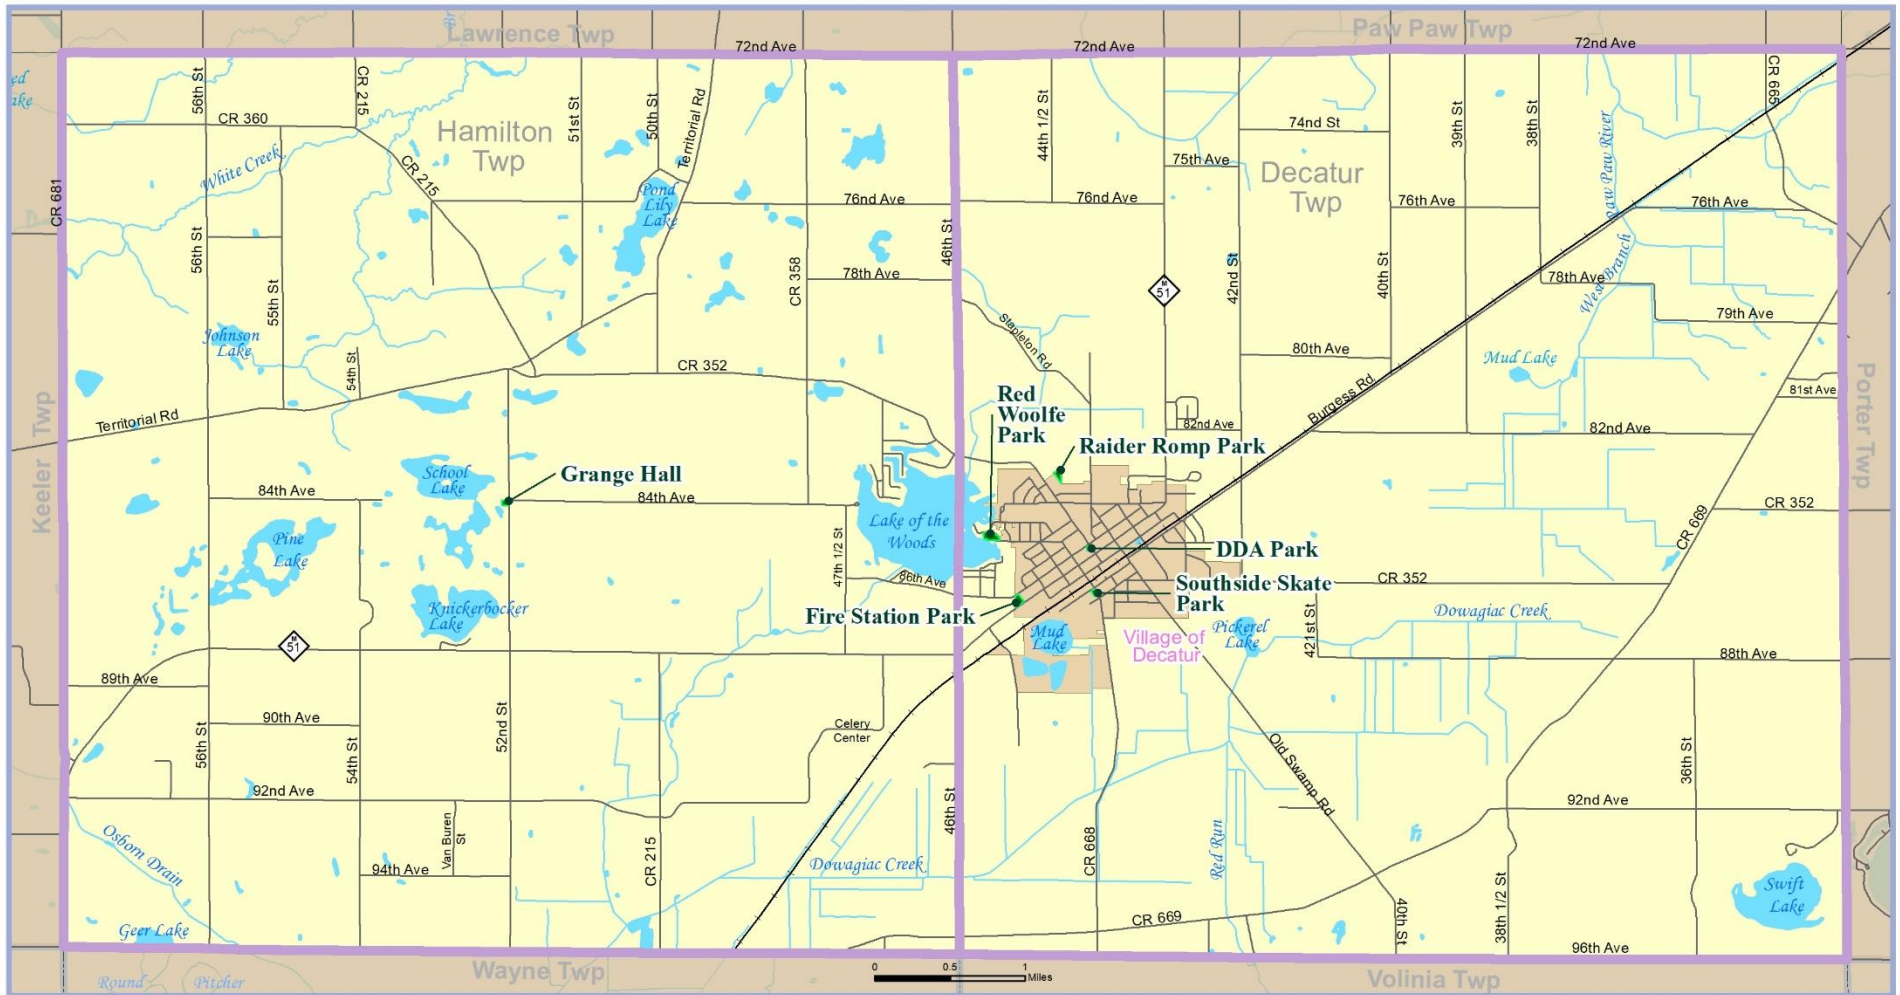 Lawrence Twp
Paw Paw Twp
72nd Ave
72nd Ave
72nd Ave
56th St
CR 215
51st St
50th St
Territorial Rd
44th 1/2 St
39th St
38th St
CR 665
CR 360
Hamilton
Twp
74nd St
White Creek
CR 215
75th Ave
Decatur
Twp
Paw Paw River
CR 681
Pond
Lily
Lake
76nd Ave
76nd Ave
76th Ave
76th Ave
56th St
46th St
78th Ave
CR 358
55th St
M
51
42nd St
40th St
West Branch
78th Ave
79th Ave
Johnson
Lake
Stapleton Rd
80th Ave
Mud Lake
54th St
CR 352
81st Ave
Territorial Rd
Red
Woolfe
Park
Burgess Rd
82nd Ave
82nd Ave
Keeler Twp
Porter Twp
Raider Romp Park
School
Lake
Grange Hall
84th Ave
84th Ave
CR 352
Pine
Lake
Lake of the
Woods
47th 1/2 St
CR 669
DDA Park
86th Ave
CR 352
Southside Skate
Park
Knickerbocker
Lake
Fire Station Park
Dowagiac Creek
Mud
Lake
Village of
Decatur
Pickerel
Lake
421st St
M
51
88th Ave
89th Ave
90th Ave
56th St
54th St
52nd St
Celery
Center
Old Swamp Rd
36th St
92nd Ave
92nd Ave
46th St
Osborn Drain
Van Buren
St
94th Ave
CR 215
Dowagiac Creek
CR 668
Red Run
38th 1/2 St
Swift
Lake
Geer Lake
CR 669
40th St
96th Ave
Round
Pitcher
Wayne Twp
0 0.5 1
Miles
Volinia Twp